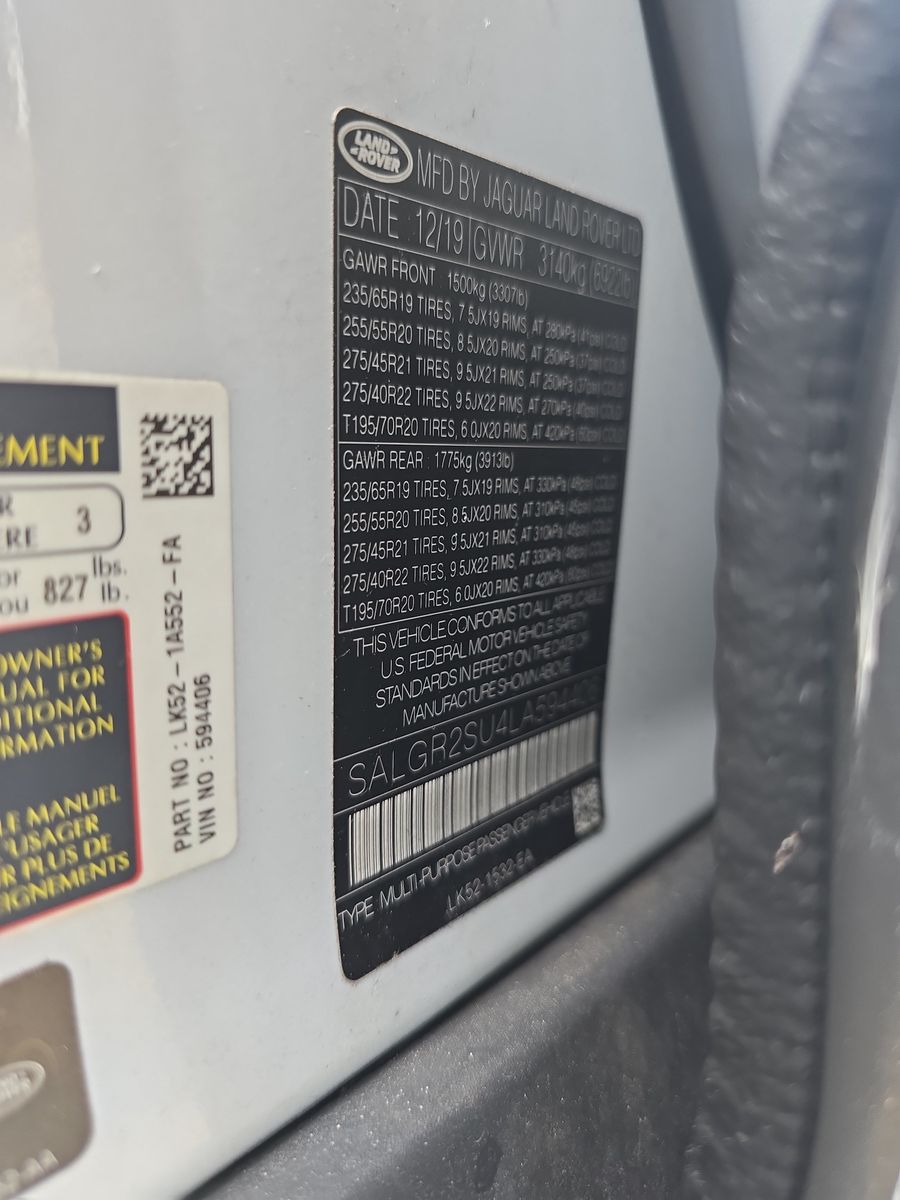 LAND ROVER
MFD BY JAGUAR LAND ROVER LTD
DATE : 12/19 GVWR 3140kg (6922lb)
GAWR FRONT 1500kg (3307lb)
235/65R19 TIRES, 7.5JX19 RIMS, AT 280kPa (41psi) COLD
255/55R20 TIRES, 8.5JX20 RIMS, AT 250kPa (37psi) COLD
275/45R21 TIRES, 9.5JX21 RIMS, AT 250kPa (37psi) COLD
275/40R22 TIRES, 9.5JX22 RIMS, AT 270kPa (40psi) COLD
T195/70R20 TIRES, 6.0JX20 RIMS, AT 420kPa (60psi) COLD
GAWR REAR : 1775kg (3913lb)
235/65R19 TIRES, 7.5JX19 RIMS, AT 330kPa (48psi) COLD
255/55R20 TIRES, 8.5JX20 RIMS, AT 310kPa (45psi) COLD
275/45R21 TIRES, 9.5JX21 RIMS, AT 310kPa (45psi) COLD
275/40R22 TIRES, 9.5JX22 RIMS, AT 330kPa (48psi) COLD
T195/70R20 TIRES, 6.0JX20 RIMS, AT 420kPa (60psi) COLD
THIS VEHICLE CONFORMS TO ALL APPLICABLE
U.S. FEDERAL MOTOR VEHICLE SAFETY
STANDARDS IN EFFECT ON THE DATE OF
MANUFACTURE SHOWN ABOVE
SALGR2SU4LA594406
TYPE MULTI-PURPOSE PASSENGER VEHICLE
LK52-1532-EA
EMENT
R
ERE 3
or
ou 827 lbs.
lb.
OWNER'S
UAL FOR
DITIONAL
RMATION
LE MANUEL
L'USAGER
R PLUS DE
IGNEMENTS
PART NO : LK52-1A552-FA
VIN NO : 594406